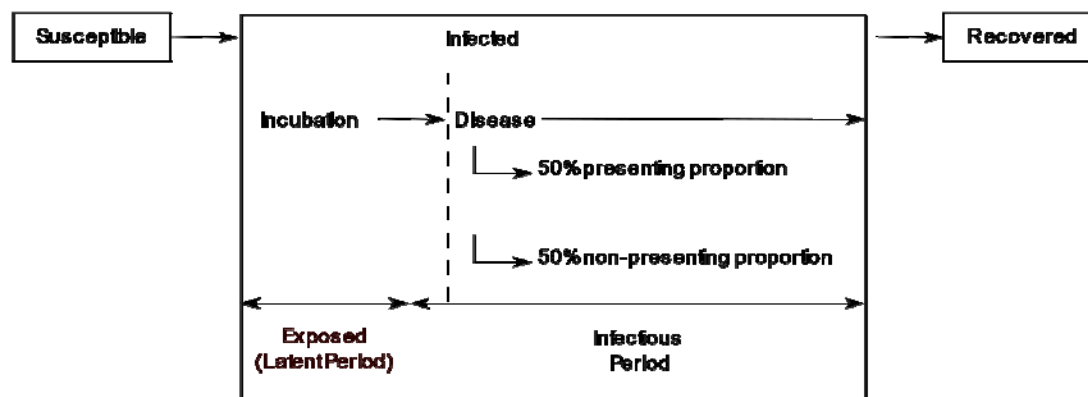 Susceptible
Infected
Recovered
Incubation
Disease
50% presenting proportion
50% non-presenting proportion
Exposed
(Latent Period)
Infectious
Period